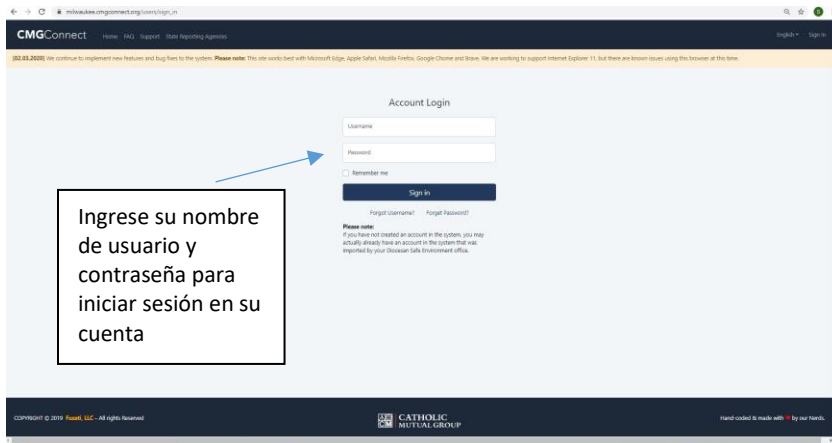 milwaukee.cmgconnect.org/users/sign_in
CMGConnect Home FAQ Support State Reporting Agencies English Sign In
[02.03.2020] We continue to implement new features and bug fixes to the system. Please note: This site works best with Microsoft Edge, Apple Safari, Mozilla Firefox, Google Chrome and Brave. We are working to support Internet Explorer 11, but there are known issues using this browser at this time.
Account Login
Username
Password
Remember me
Sign in
Forgot Username? Forgot Password?
Please note:
If you have not created an account in the system, you may
actually already have an account in the system that was
imported by your Diocesan Safe Environment office.
Ingrese su nombre
de usuario y
contraseña para
iniciar sesión en su
cuenta
COPYRIGHT © 2019 Fuzati, LLC – All rights Reserved
CATHOLIC
MUTUAL GROUP
Hand-coded & made with ♥ by our Nerds.